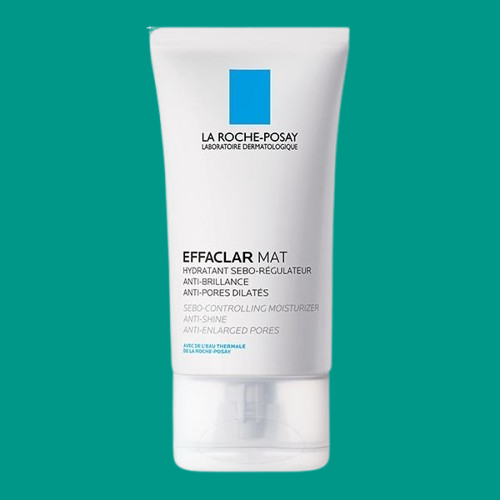 LA ROCHE-POSAY
LABORATOIRE DERMATOLOGIQUE
EFFACLAR MAT
HYDRATANT SEBO-RÉGULATEUR
ANTI-BRILLANCE
ANTI-PORES DILATÉS
SEBO-CONTROLLING MOISTURIZER
ANTI-SHINE
ANTI-ENLARGED PORES
AVEC DE L'EAU THERMALE
DE LA ROCHE-POSAY